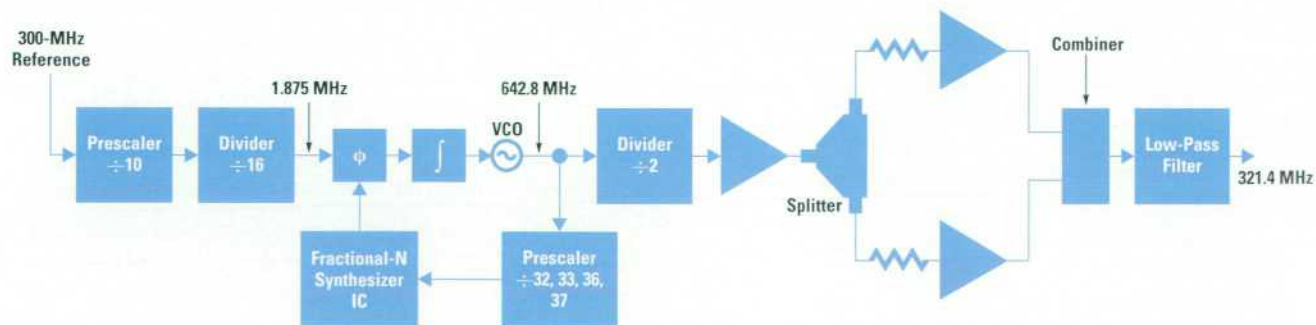 300-MHz
Reference
Prescaler
÷10
Divider
÷16
1.875 MHz
φ
∫
VCO
642.8 MHz
Divider
÷2
Splitter
Combiner
Low-Pass
Filter
321.4 MHz
Fractional-N
Synthesizer
IC
Prescaler
÷32, 33, 36,
37